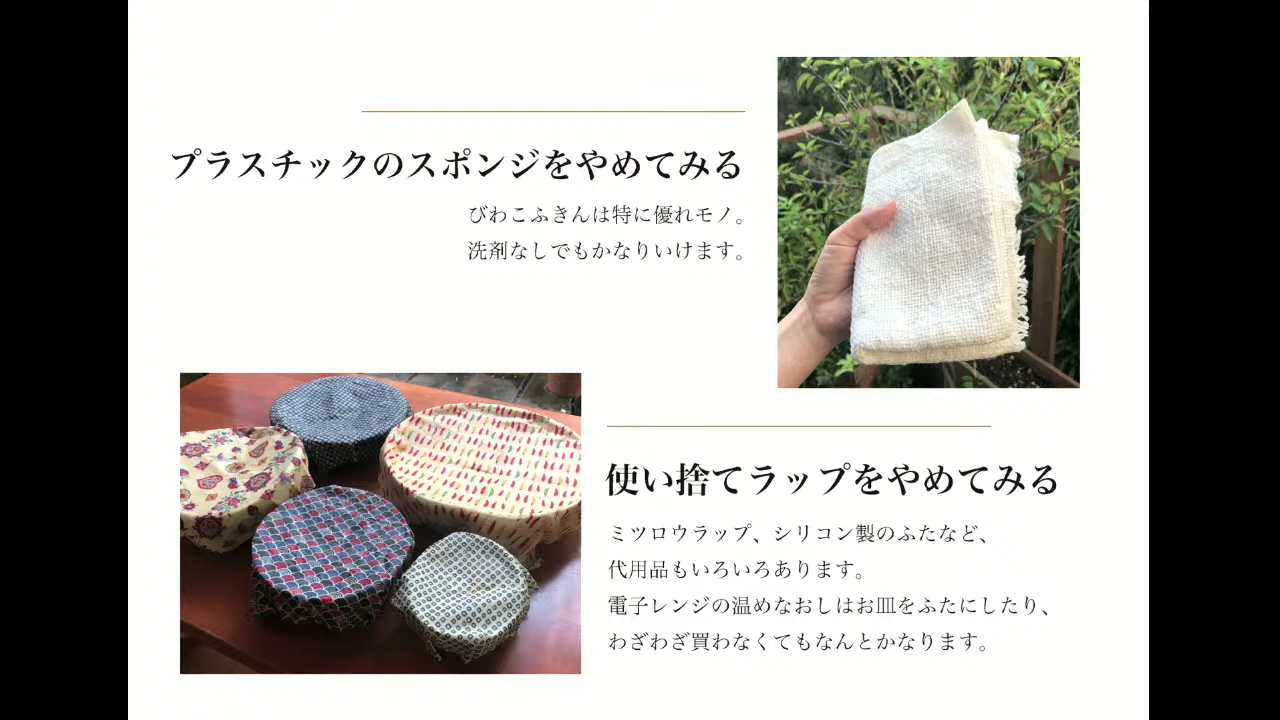 プラスチックのスポンジをやめてみる
びわこふきんは特に優れモノ。
洗剤なしでもかなりいけます。
使い捨てラップをやめてみる
ミツロウラップ、シリコン製のふたなど、
代用品もいろいろあります。
電子レンジの温めなおしはお皿をふたにしたり、
わざわざ買わなくてもなんとかなります。